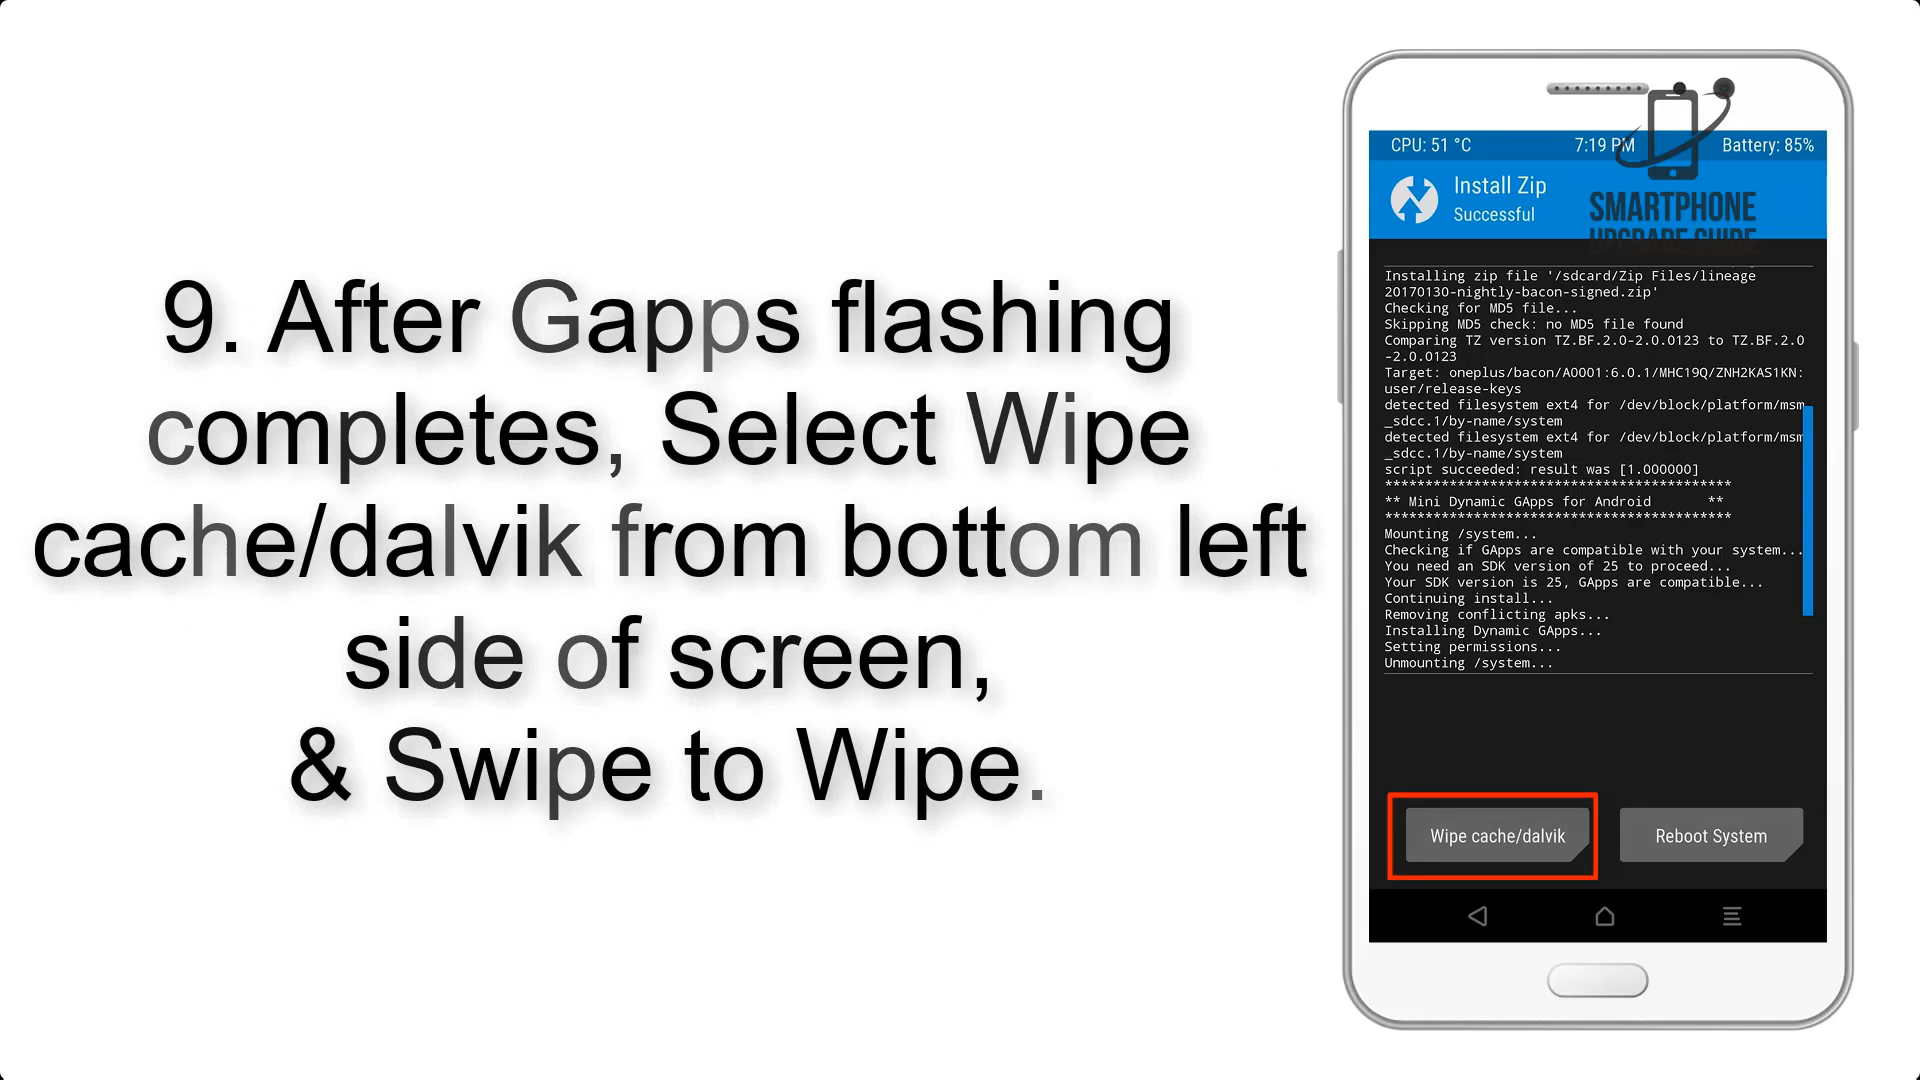 9. After Gapps flashing
completes, Select Wipe
cache/dalvik from bottom left
side of screen,
& Swipe to Wipe.
CPU: 51 °C 7:19 PM Battery: 85%
Install Zip
Successful
SMARTPHONE
UPGRADE GUIDE
Installing zip file '/sdcard/Zip Files/lineage
20170130-nightly-bacon-signed.zip'
Checking for MD5 file...
Skipping MD5 check: no MD5 file found
Comparing TZ version TZ.BF.2.0-2.0.0123 to TZ.BF.2.0
-2.0.0123
Target: oneplus/bacon/A0001:6.0.1/MHC19Q/ZNH2KAS1KN:
user/release-keys
detected filesystem ext4 for /dev/block/platform/msm
_sdcc.1/by-name/system
detected filesystem ext4 for /dev/block/platform/msm
_sdcc.1/by-name/system
script succeeded: result was [1.000000]
******************************************
** Mini Dynamic GApps for Android **
******************************************
Mounting /system...
Checking if GApps are compatible with your system...
You need an SDK version of 25 to proceed...
Your SDK version is 25, GApps are compatible...
Continuing install...
Removing conflicting apks...
Installing Dynamic GApps...
Setting permissions...
Unmounting /system...
Wipe cache/dalvik
Reboot System